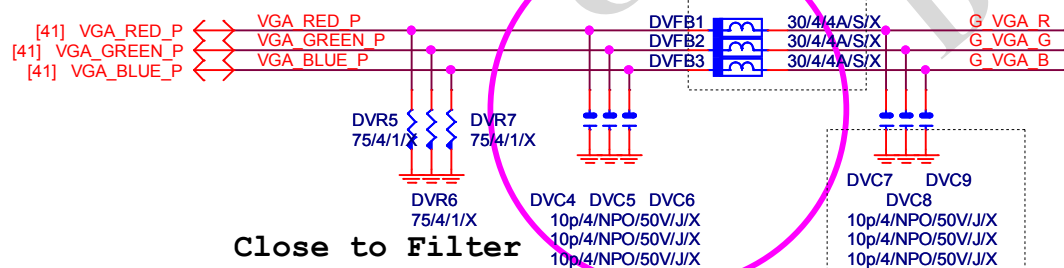 [41] VGA_RED_P VGA_RED_P DVFB1 30/4/4A/S/X G_VGA_R
[41] VGA_GREEN_P VGA_GREEN_P DVFB2 30/4/4A/S/X G_VGA_G
[41] VGA_BLUE_P VGA_BLUE_P DVFB3 30/4/4A/S/X G_VGA_B
DVR5 DVR7
75/4/1/X 75/4/1/X
DVC7 DVC9
DVR6 DVC4 DVC5 DVC6 DVC8
75/4/1/X 10p/4/NPO/50V/J/X 10p/4/NPO/50V/J/X
10p/4/NPO/50V/J/X 10p/4/NPO/50V/J/X
Close to Filter 10p/4/NPO/50V/J/X 10p/4/NPO/50V/J/X